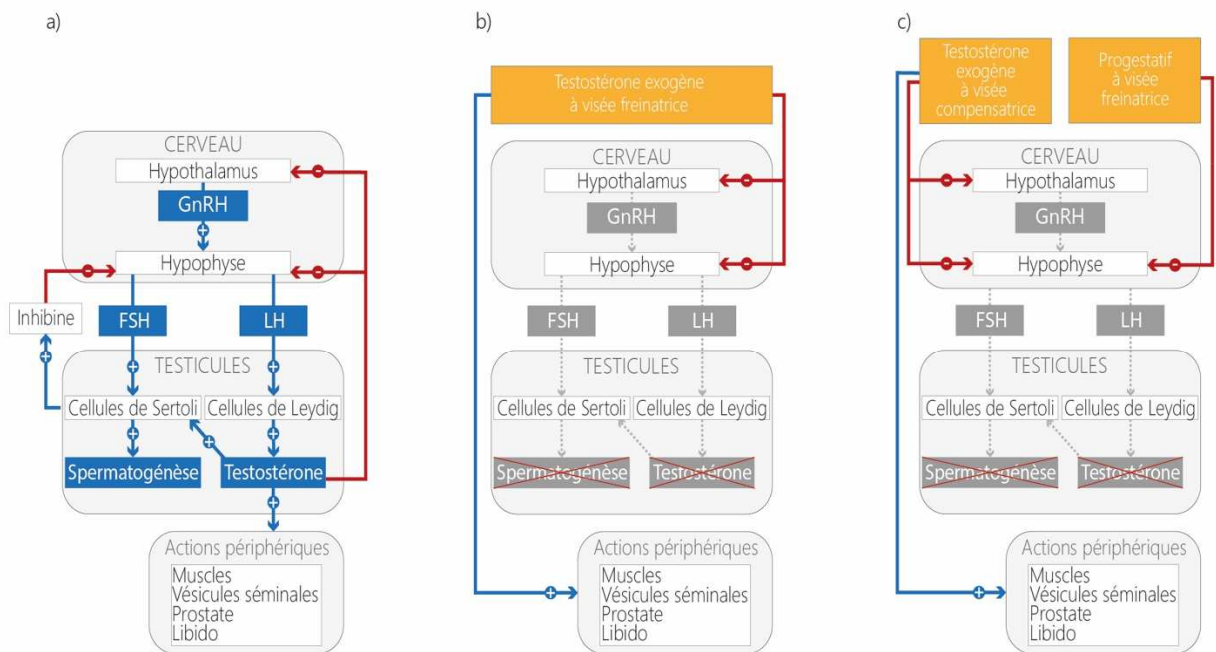 a)
CERVEAU
Hypothalamus
GnRH
Hypophyse
Inhibine
FSH
LH
TESTICULES
Cellules de Sertoli
Cellules de Leydig
Spermatogénèse
Testostérone
Actions périphériques
Muscles
Vésicules séminales
Prostate
Libido
b)
Testostérone exogène
à visée freinatrice
CERVEAU
Hypothalamus
GnRH
Hypophyse
FSH
LH
TESTICULES
Cellules de Sertoli
Cellules de Leydig
Spermatogénèse
Testostérone
Actions périphériques
Muscles
Vésicules séminales
Prostate
Libido
c)
Testostérone
exogène
à visée
compensatrice
Progestatif
à visée
freinatrice
CERVEAU
Hypothalamus
GnRH
Hypophyse
FSH
LH
TESTICULES
Cellules de Sertoli
Cellules de Leydig
Spermatogénèse
Testostérone
Actions périphériques
Muscles
Vésicules séminales
Prostate
Libido